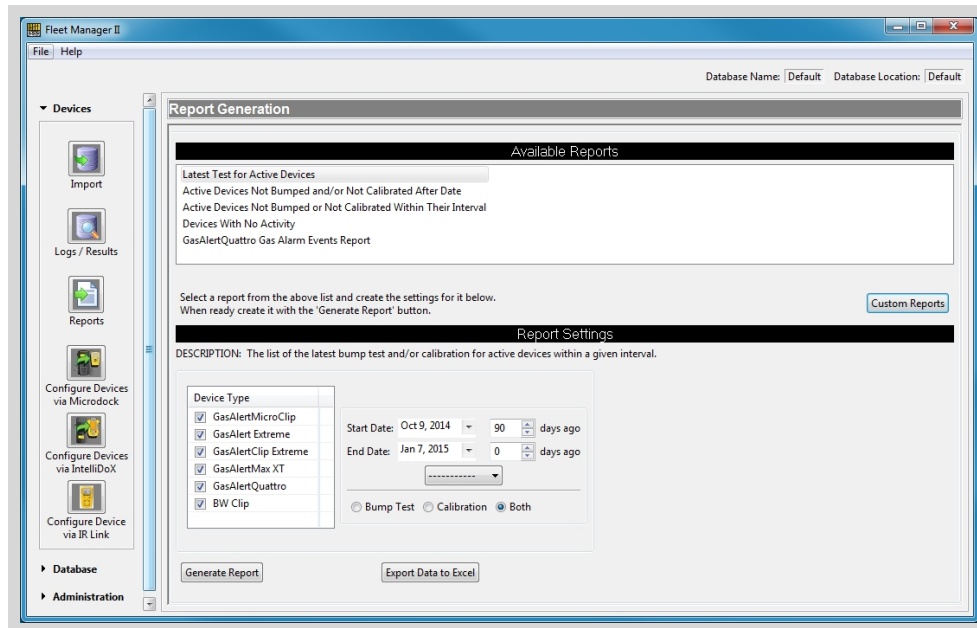 Fleet Manager II
File Help
Database Name: Default Database Location: Default
Devices
Import
Logs / Results
Reports
Configure Devices
via Microdock
Configure Devices
via IntelliDoX
Configure Device
via IR Link
Database
Administration
Report Generation
Available Reports
Latest Test for Active Devices
Active Devices Not Bumped and/or Not Calibrated After Date
Active Devices Not Bumped or Not Calibrated Within Their Interval
Devices With No Activity
GasAlertQuattro Gas Alarm Events Report
Select a report from the above list and create the settings for it below.
When ready create it with the 'Generate Report' button.
Custom Reports
Report Settings
DESCRIPTION: The list of the latest bump test and/or calibration for active devices within a given interval.
Device Type
GasAlertMicroClip
GasAlert Extreme
GasAlertClip Extreme
GasAlertMax XT
GasAlertQuattro
BW Clip
Start Date: Oct 9, 2014 90 days ago
End Date: Jan 7, 2015 0 days ago
-----------
Bump Test Calibration Both
Generate Report Export Data to Excel